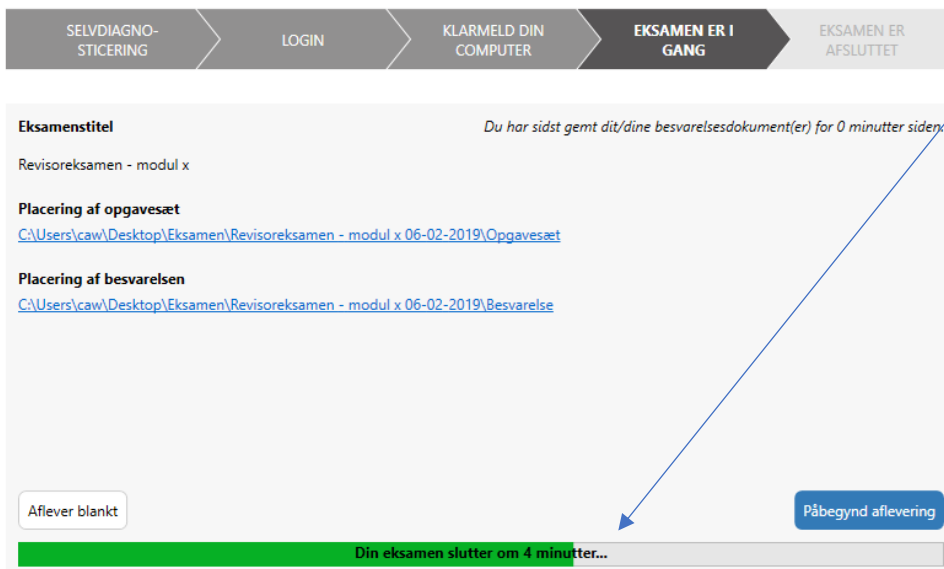 SELVDIAGNO-
STICERING
LOGIN
KLARMELD DIN
COMPUTER
EKSAMEN ER I
GANG
EKSAMEN ER
AFSLUTTET
Eksamenstitel
Du har sidst gemt dit/dine besvarelsesdokument(er) for 0 minutter siden.
Revisoreksamen - modul x
Placering af opgavesæt
C:\Users\caw\Desktop\Eksamen\Revisoreksamen - modul x 06-02-2019\Opgavesæt
Placering af besvarelsen
C:\Users\caw\Desktop\Eksamen\Revisoreksamen - modul x 06-02-2019\Besvarelse
Aflever blankt
Påbegynd aflevering
Din eksamen slutter om 4 minutter...